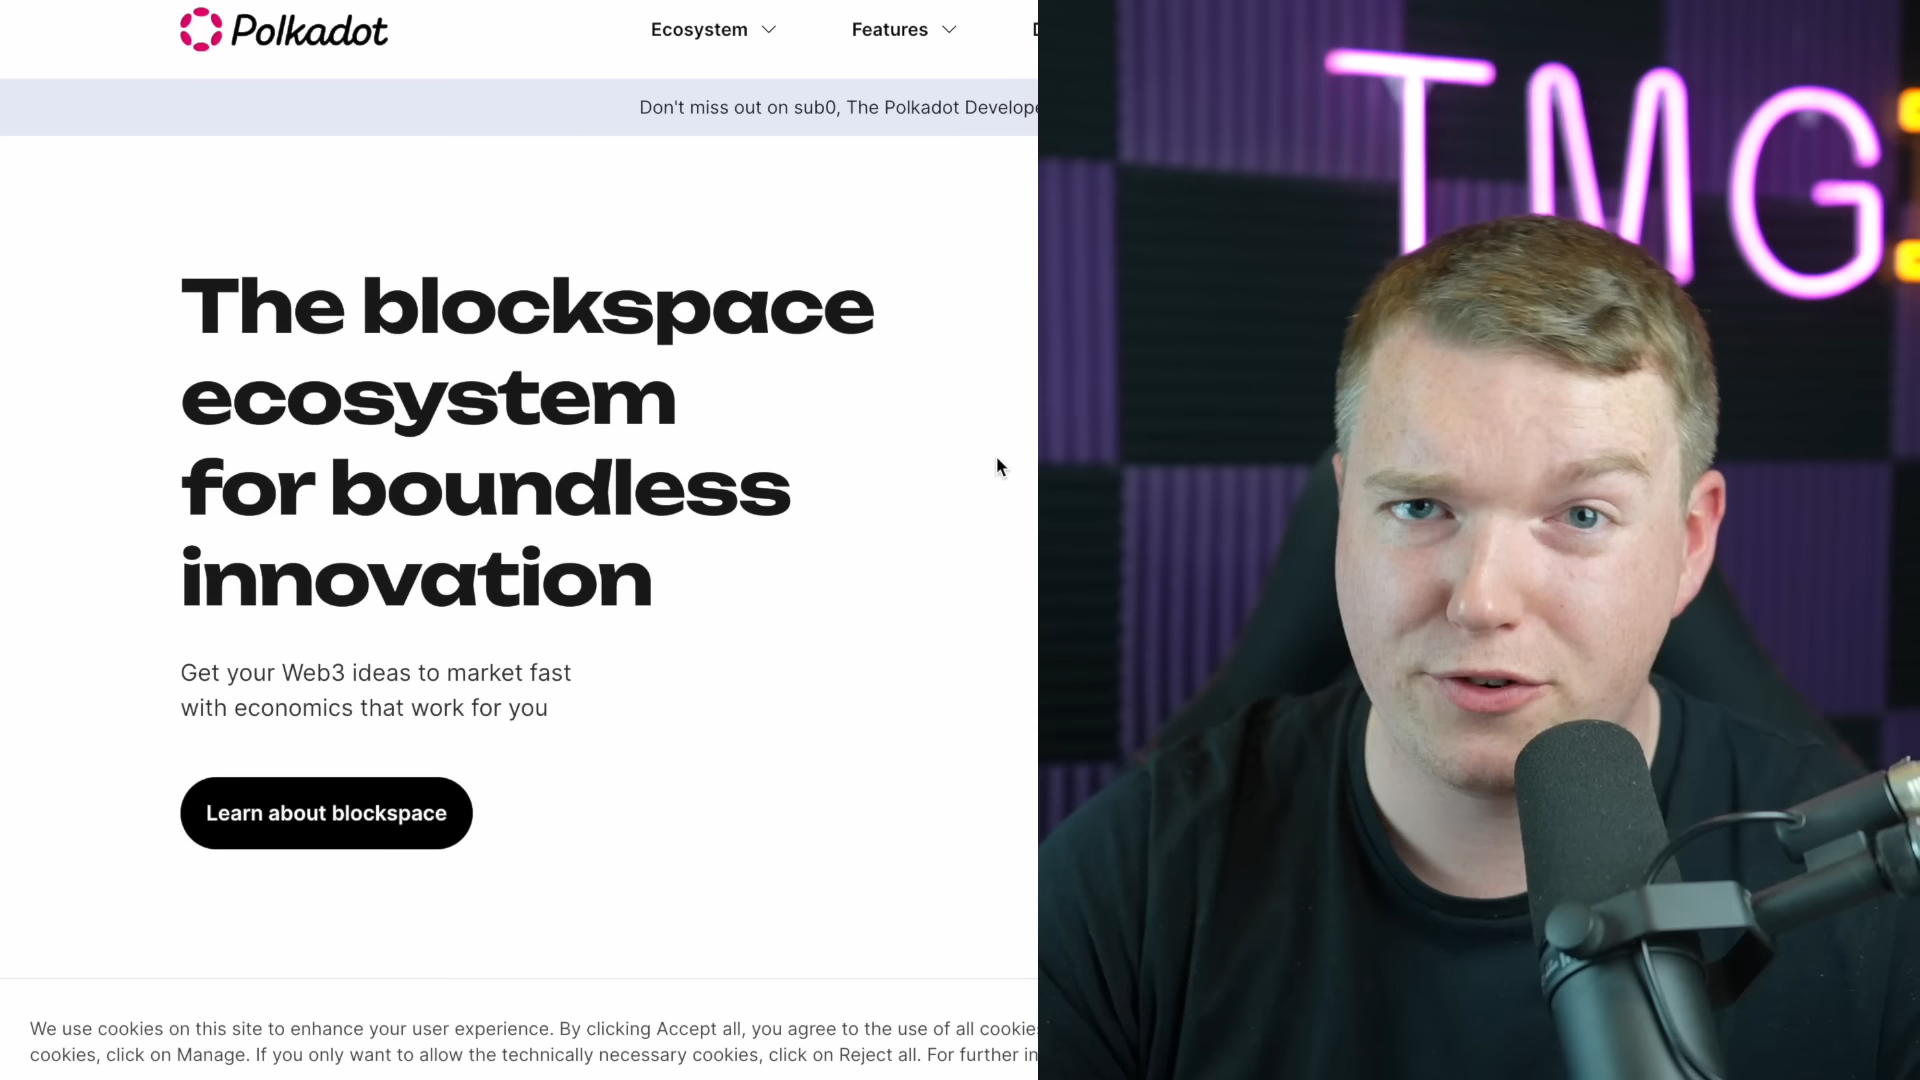 Polkadot
Ecosystem
Features
Don't miss out on sub0, The Polkadot Develope
The blockspace
ecosystem
for boundless
innovation
Get your Web3 ideas to market fast
with economics that work for you
Learn about blockspace
We use cookies on this site to enhance your user experience. By clicking Accept all, you agree to the use of all cookie
cookies, click on Manage. If you only want to allow the technically necessary cookies, click on Reject all. For further in
TMG